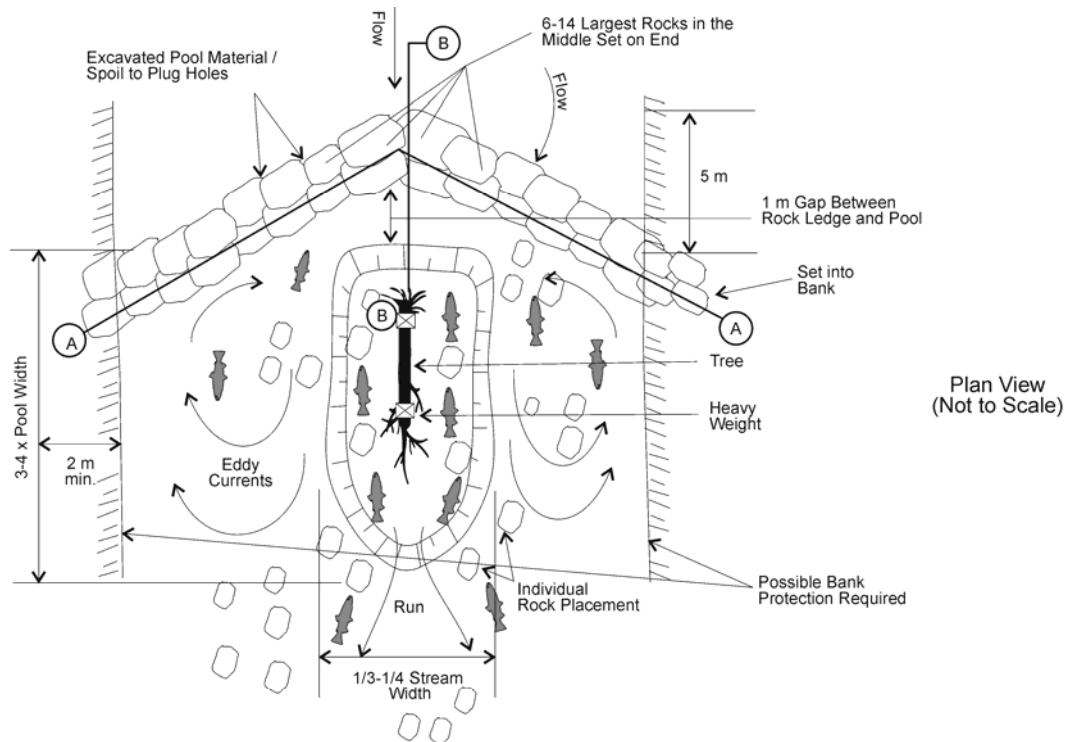 Flow
B
6-14 Largest Rocks in the
Middle Set on End
Excavated Pool Material /
Spoil to Plug Holes
Flow
5 m
1 m Gap Between
Rock Ledge and Pool
Set into
Bank
A
B
A
Tree
Heavy
Weight
Plan View
(Not to Scale)
3-4 x Pool Width
2 m
min.
Eddy
Currents
Individual
Rock Placement
Possible Bank
Protection Required
Run
1/3-1/4 Stream
Width